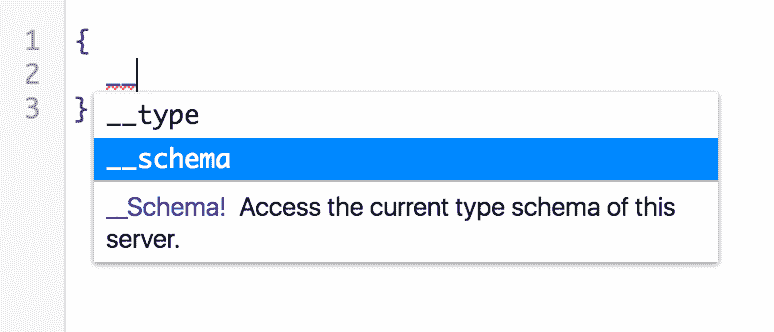 1 {
2 __
3 }
__type
__schema
__Schema! Access the current type schema of this
server.